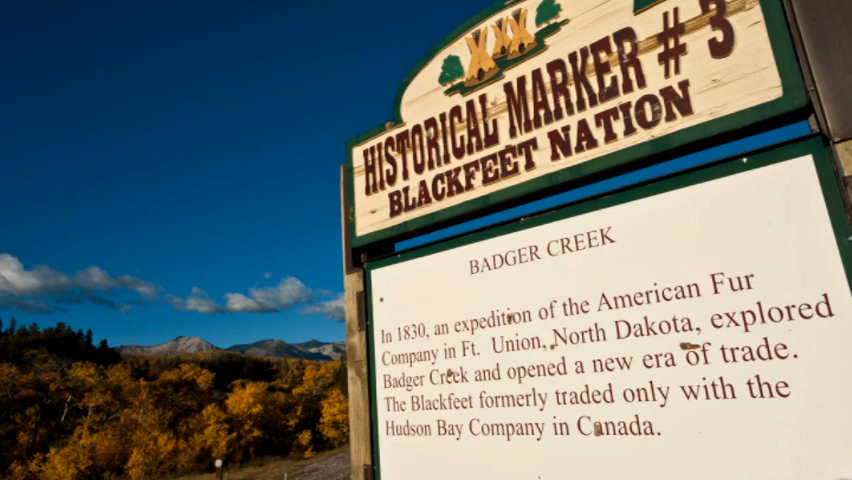 HISTORICAL MARKER # 3
BLACKFEET NATION
BADGER CREEK
In 1830, an expedition of the American Fur
Company in Ft. Union, North Dakota, explored
Badger Creek and opened a new era of trade.
The Blackfeet formerly traded only with the
Hudson Bay Company in Canada.